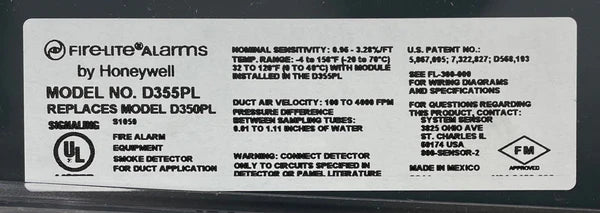 FIRE•LITE® ALARMS
by Honeywell
MODEL NO. D355PL
REPLACES MODEL D350PL
SIGNALING
UL
S1059
FIRE ALARM
EQUIPMENT
SMOKE DETECTOR
FOR DUCT APPLICATION
NOMINAL SENSITIVITY: 0.96 - 3.28%/FT
TEMP. RANGE: -4 to 158°F (-20 to 70°C)
32 TO 120°F (0 TO 49°C) WITH MODULE
INSTALLED IN THE D355PL
DUCT AIR VELOCITY: 100 TO 4000 FPM
PRESSURE DIFFERENCE
BETWEEN SAMPLING TUBES:
0.01 TO 1.11 INCHES OF WATER
WARNING: CONNECT DETECTOR
ONLY TO CIRCUITS SPECIFIED IN
DETECTOR OR PANEL LITERATURE
U.S. PATENT NO.:
7,322,827;
SEE
FOR WIRING DIAGRAMS
AND SPECIFICATIONS
FOR QUESTIONS REGARDING
THIS PRODUCT, CONTACT:
SYSTEM SENSOR
3825 OHIO AVE
ST. CHARLES IL
60174 USA
800-SENSOR-2
MADE IN MEXICO
FM
APPROVED